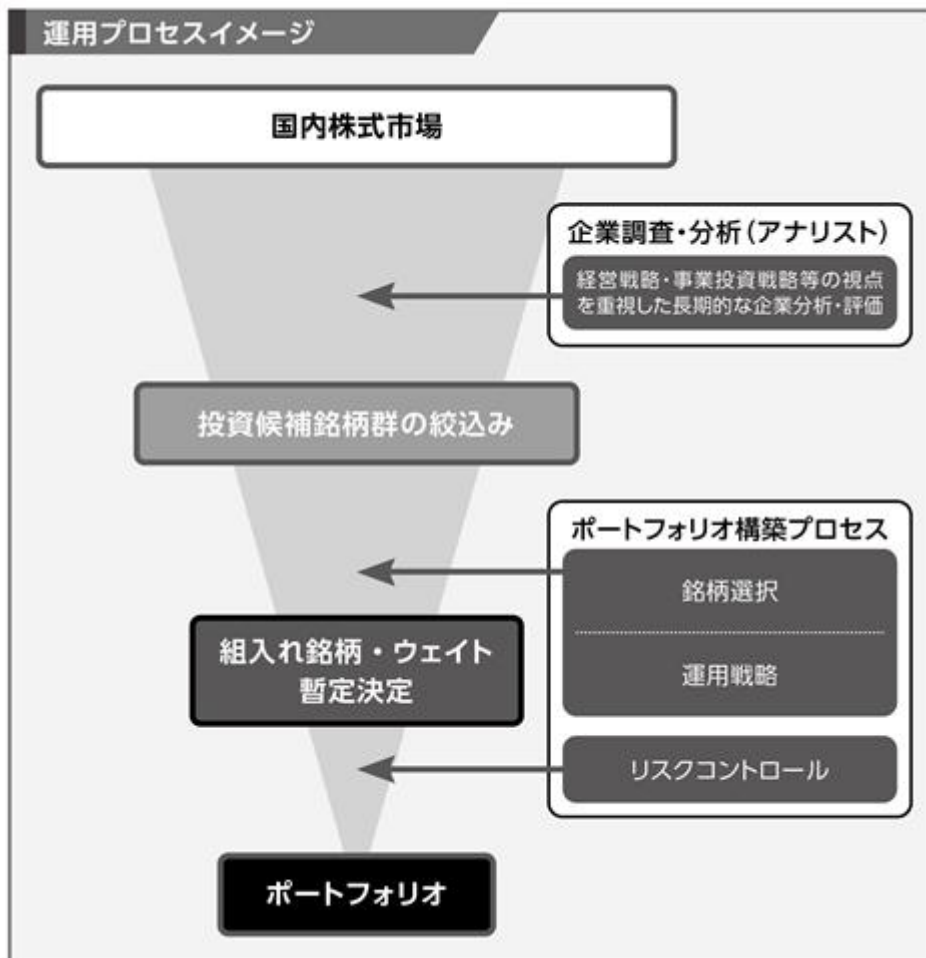 運用プロセスイメージ
国内株式市場
企業調査・分析(アナリスト)
経営戦略・事業投資戦略等の視点
を重視した長期的な企業分析・評価
投資候補銘柄群の絞込み
ポートフォリオ構築プロセス
銘柄選択
運用戦略
組入れ銘柄・ウェイト
暫定決定
リスクコントロール
ポートフォリオ